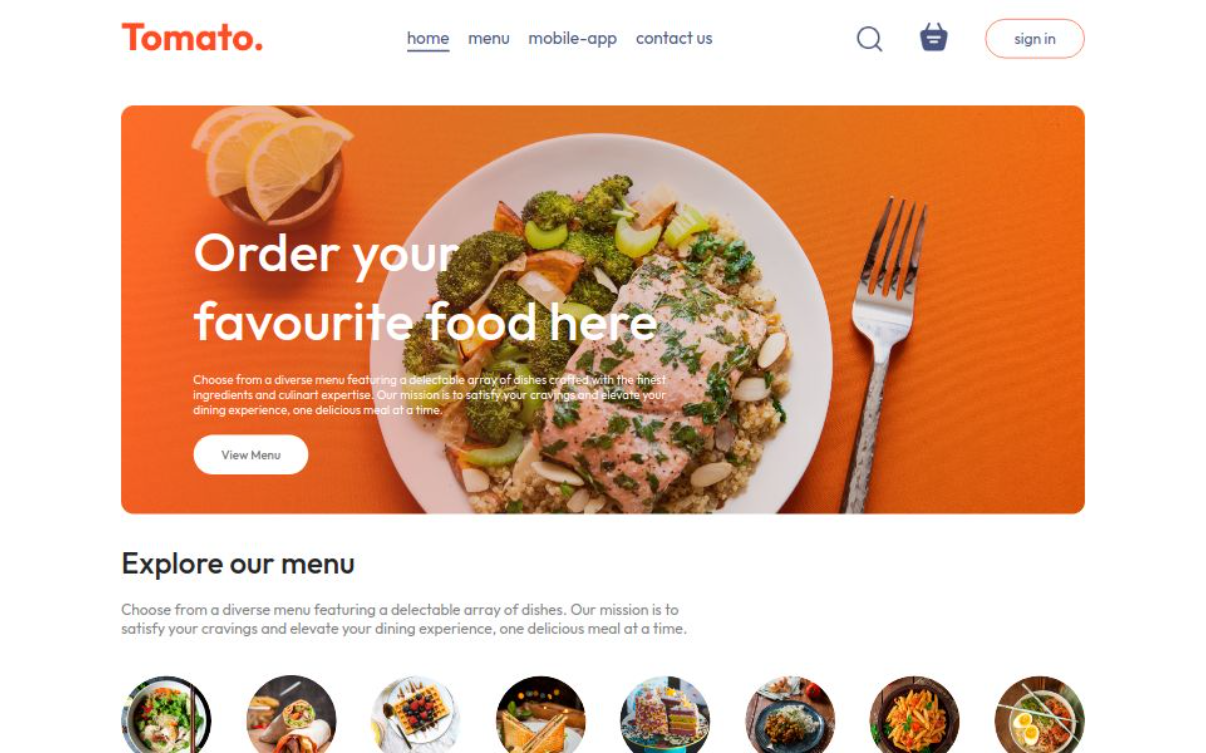 Tomato.
home menu mobile-app contact us
sign in
Order your
favourite food here
Choose from a diverse menu featuring a delectable array of dishes crafted with the finest
ingredients and culinart expertise. Our mission is to satisfy your cravings and elevate your
dining experience, one delicious meal at a time.
View Menu
Explore our menu
Choose from a diverse menu featuring a delectable array of dishes. Our mission is to
satisfy your cravings and elevate your dining experience, one delicious meal at a time.